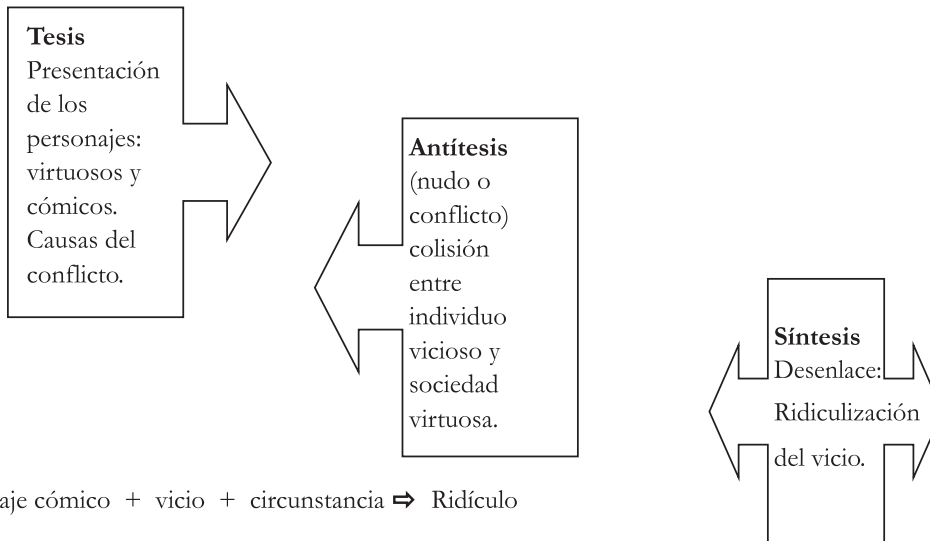 Tesis
Presentación
de los
personajes:
virtuosos y
cómicos.
Causas del
conflicto.
Antítesis
(nudo o
conflicto)
colisión
entre
individuo
vicioso y
sociedad
virtuosa.
Síntesis
Desenlace:
Ridiculización
del vicio.
aje cómico + vicio + circunstancia ⇨ Ridículo